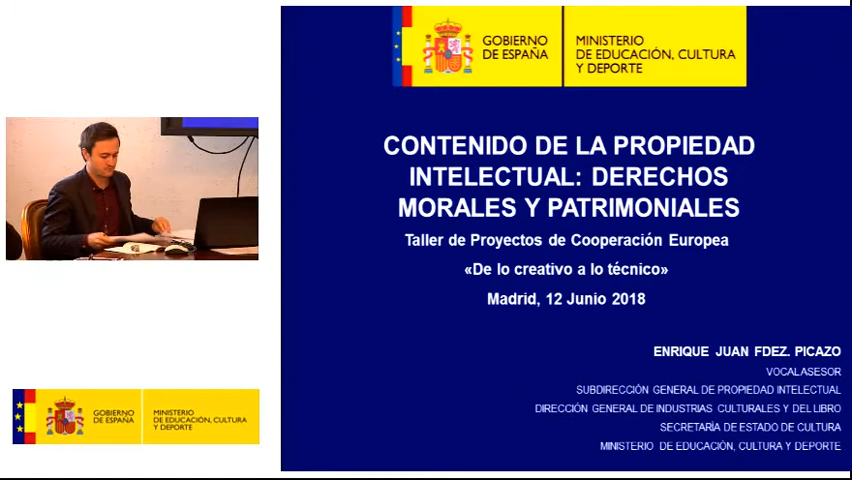 GOBIERNO
DE ESPAÑA
MINISTERIO
DE EDUCACIÓN, CULTURA
Y DEPORTE
CONTENIDO DE LA PROPIEDAD
INTELECTUAL: DERECHOS
MORALES Y PATRIMONIALES
Taller de Proyectos de Cooperación Europea
«De lo creativo a lo técnico»
Madrid, 12 Junio 2018
ENRIQUE JUAN FDEZ. PICAZO
VOCALASESOR
SUBDIRECCIÓN GENERAL DE PROPIEDAD INTELECTUAL
DIRECCIÓN GENERAL DE INDUSTRIAS CULTURALES Y DEL LIBRO
SECRETARÍA DE ESTADO DE CULTURA
MINISTERIO DE EDUCACIÓN, CULTURA Y DEPORTE
GOBIERNO
DE ESPAÑA
MINISTERIO
DE EDUCACIÓN, CULTURA
Y DEPORTE